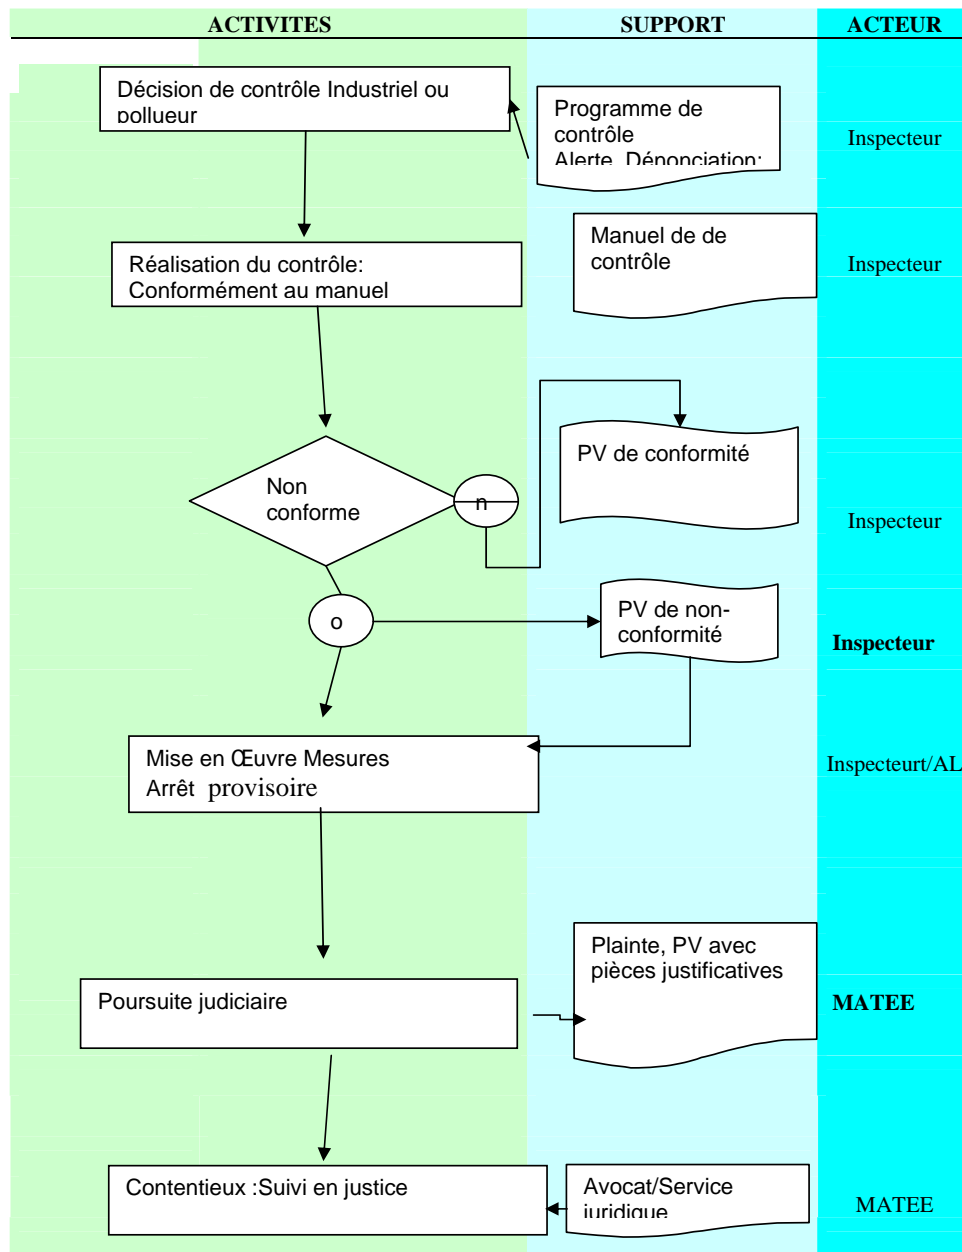 ACTIVITES
SUPPORT
ACTEUR
Décision de contrôle Industriel ou
pollueur
Programme de
contrôle
Alerte, Dénonciation;
Inspecteur
Réalisation du contrôle:
Conformément au manuel
Manuel de de
contrôle
Inspecteur
Non
conforme
n
PV de conformité
Inspecteur
o
PV de non-
conformité
Inspecteur
Mise en Œuvre Mesures
Arrêt provisoire
Inspecteurt/AL
Poursuite judiciaire
Plainte, PV avec
pièces justificatives
MATEE
Contentieux :Suivi en justice
Avocat/Service
juridique
MATEE